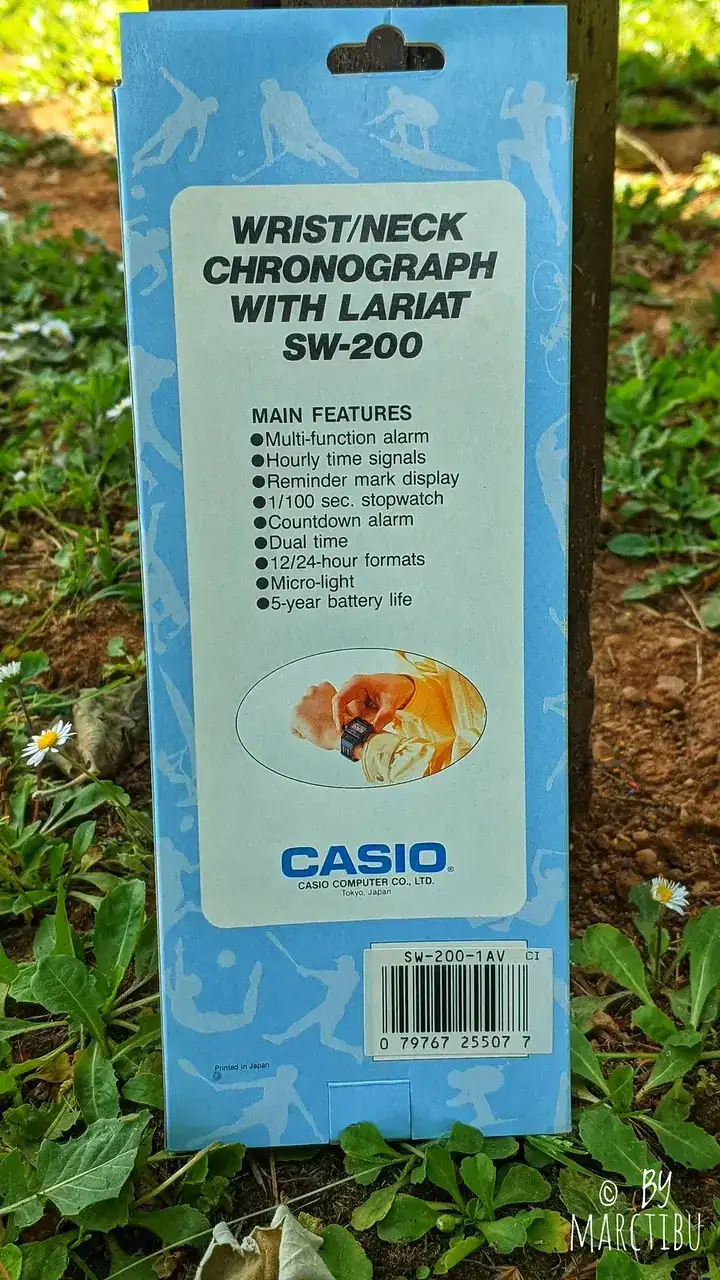 WRIST/NECK
CHRONOGRAPH
WITH LARIAT
SW-200
MAIN FEATURES
●Multi-function alarm
●Hourly time signals
●Reminder mark display
●1/100 sec. stopwatch
●Countdown alarm
●Dual time
●12/24-hour formats
●Micro-light
●5-year battery life
CASIO®
CASIO COMPUTER CO., LTD.
Tokyo, Japan
SW-200-1AV CI
0 79767 25507 7
Printed in Japan
© BY
MARCTIBU